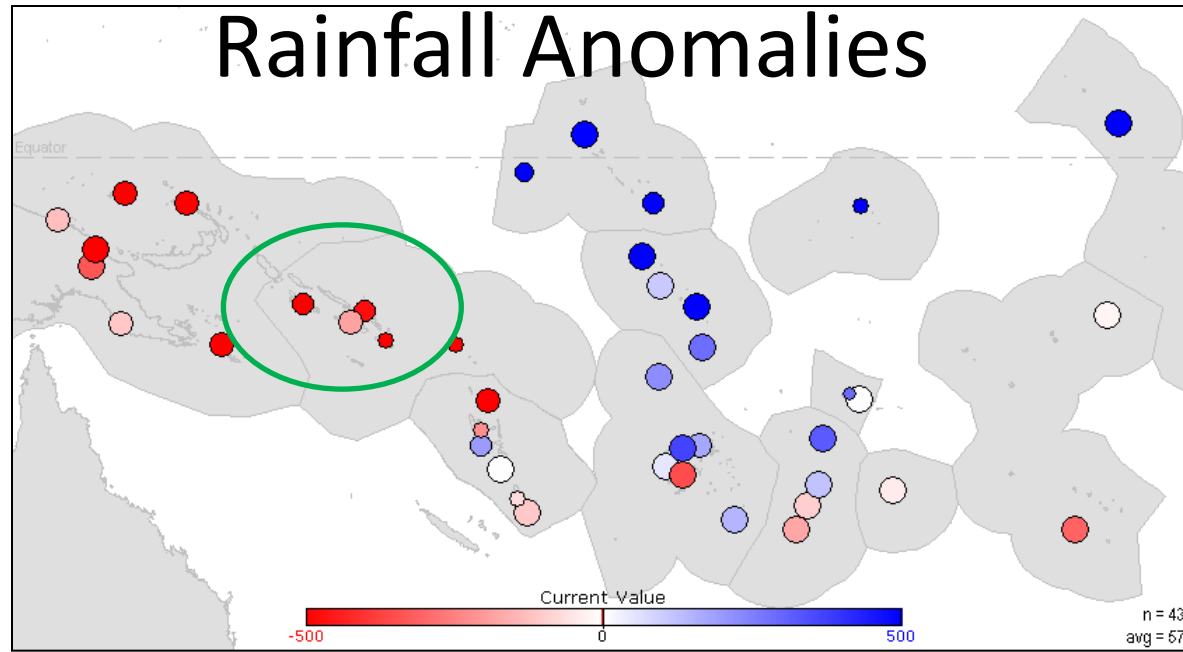 Rainfall Anomalies
Equator
Current Value
-500 0 500
n = 43
avg = 57